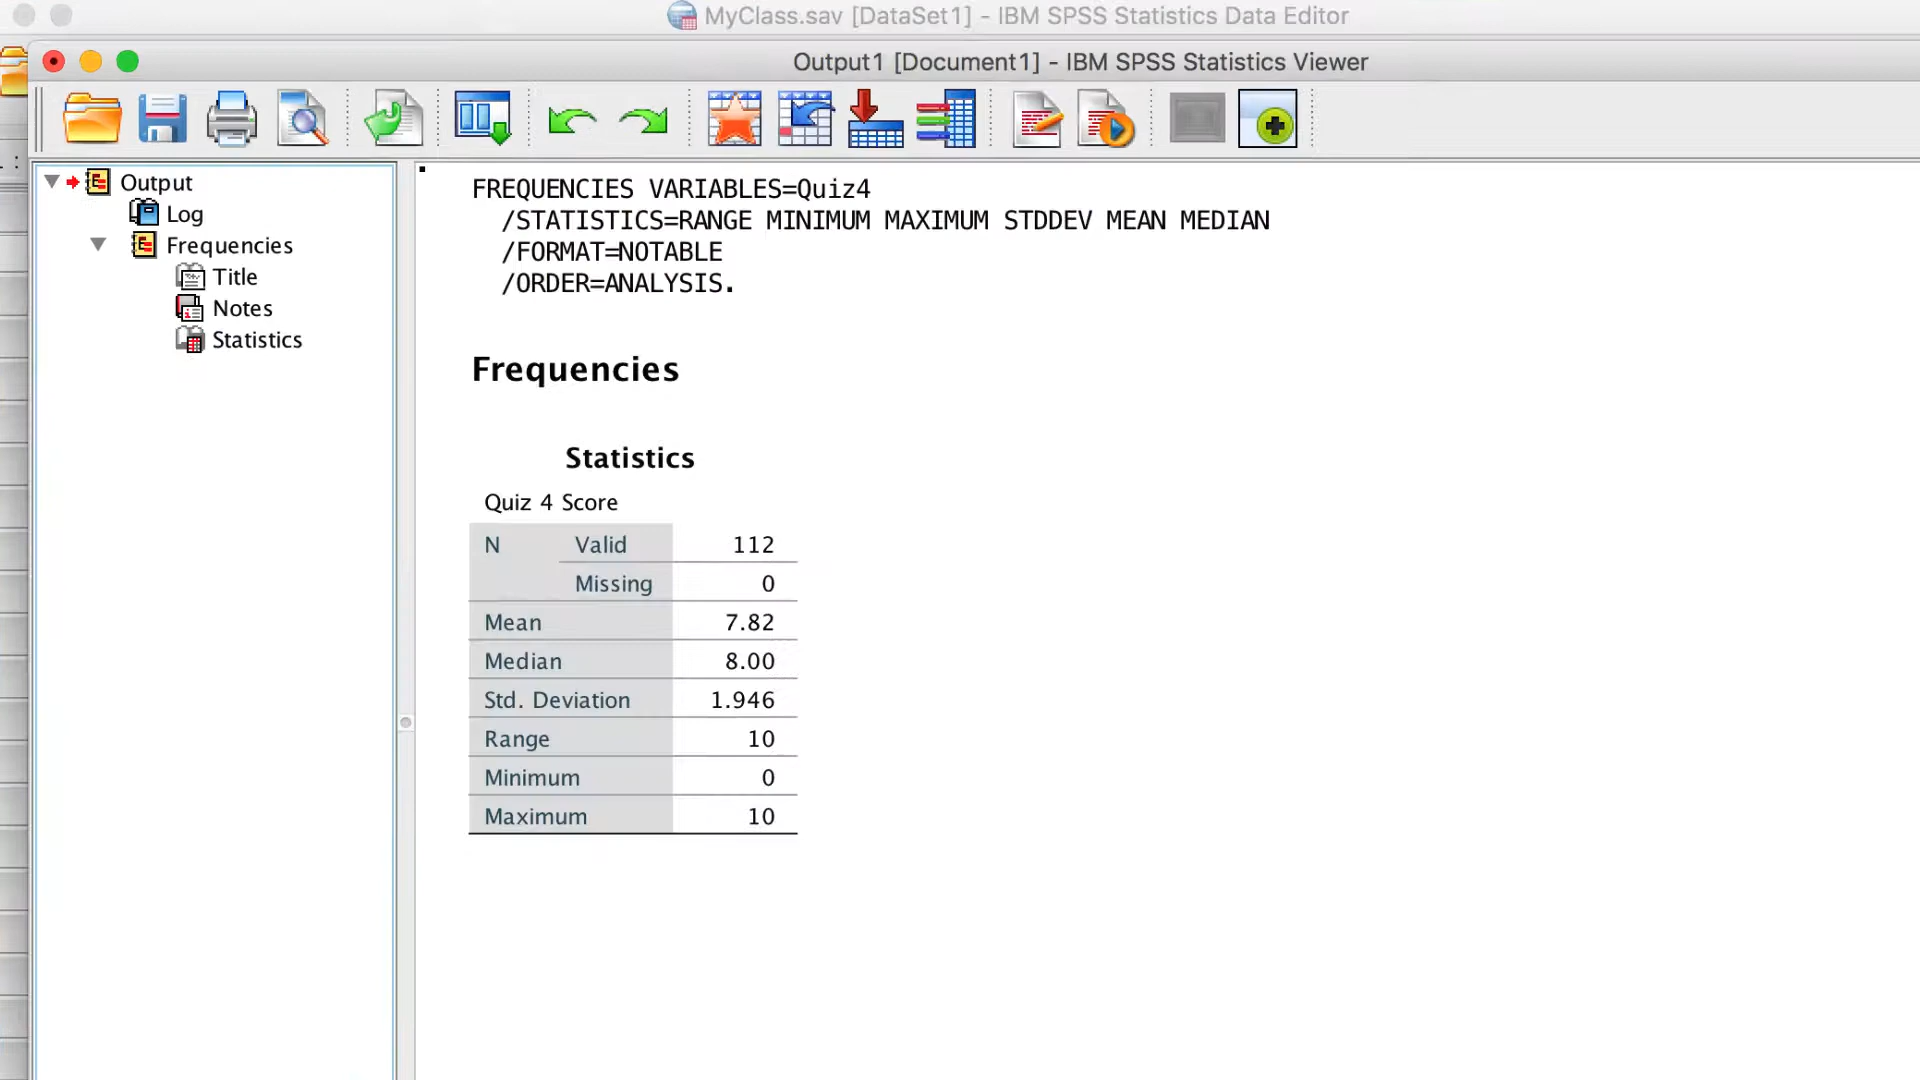 MyClass.sav [DataSet1] - IBM SPSS Statistics Data Editor
Output1 [Document1] - IBM SPSS Statistics Viewer
Output
Log
Frequencies
Title
Notes
Statistics
FREQUENCIES VARIABLES=Quiz4
/STATISTICS=RANGE MINIMUM MAXIMUM STDDEV MEAN MEDIAN
/FORMAT=NOTABLE
/ORDER=ANALYSIS.
Frequencies
Statistics
Quiz 4 Score
N Valid 112
Missing 0
Mean 7.82
Median 8.00
Std. Deviation 1.946
Range 10
Minimum 0
Maximum 10